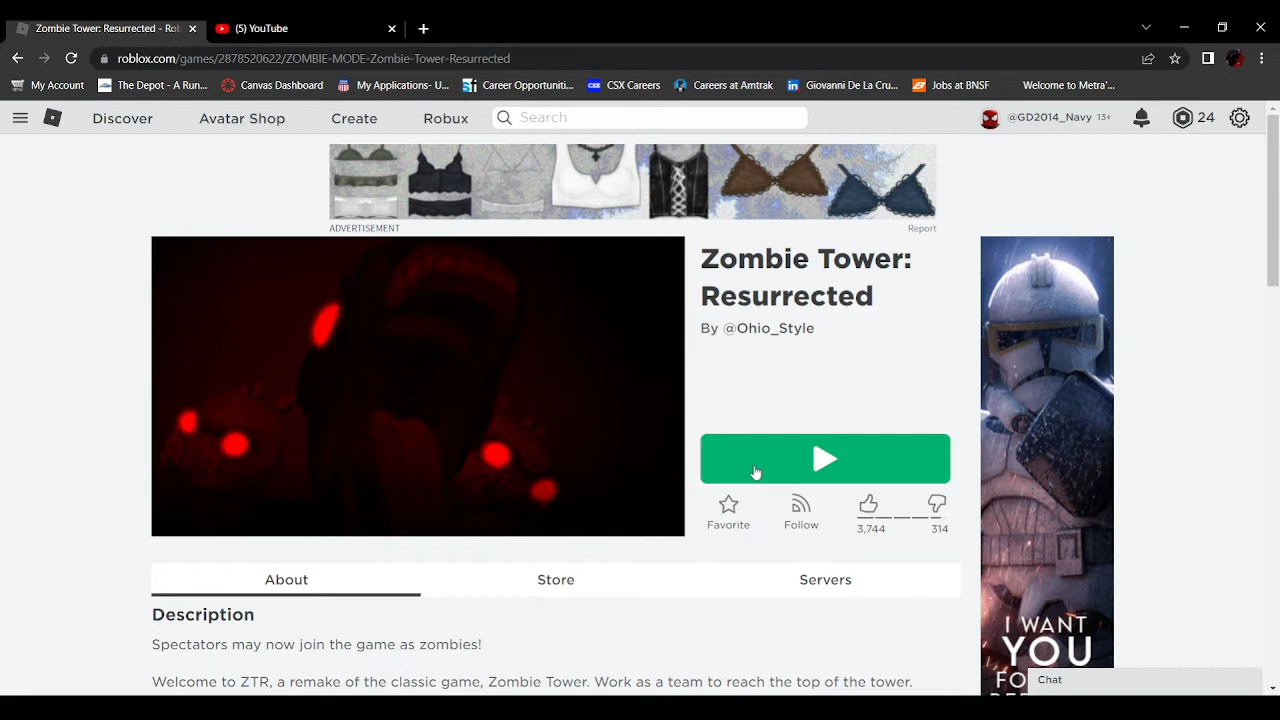 Zombie Tower: Resurrected - Rob
(5) YouTube
roblox.com/games/2878520622/ZOMBIE-MODE-Zombie-Tower-Resurrected
My Account
The Depot - A Run...
Canvas Dashboard
My Applications- U...
Career Opportuniti...
CSX Careers
Careers at Amtrak
Giovanni De La Cru...
Jobs at BNSF
Welcome to Metra'...
Discover
Avatar Shop
Create
Robux
Search
@GD2014_Navy 13+
24
ADVERTISEMENT
Report
Zombie Tower:
Resurrected
By @Ohio_Style
Favorite
Follow
3,744
314
About
Store
Servers
Description
Spectators may now join the game as zombies!
Welcome to ZTR, a remake of the classic game, Zombie Tower. Work as a team to reach the top of the tower.
I WANT
YOU
FO
Chat